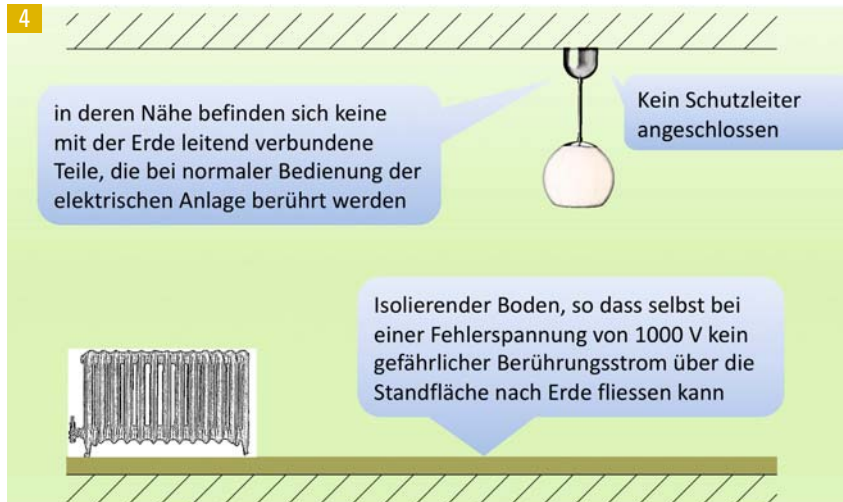 4
in deren Nähe befinden sich keine
mit der Erde leitend verbundene
Teile, die bei normaler Bedienung der
elektrischen Anlage berührt werden
Kein Schutzleiter
angeschlossen
Isolierender Boden, so dass selbst bei
einer Fehlerspannung von 1000 V kein
gefährlicher Berührungsstrom über die
Standfläche nach Erde fliessen kann